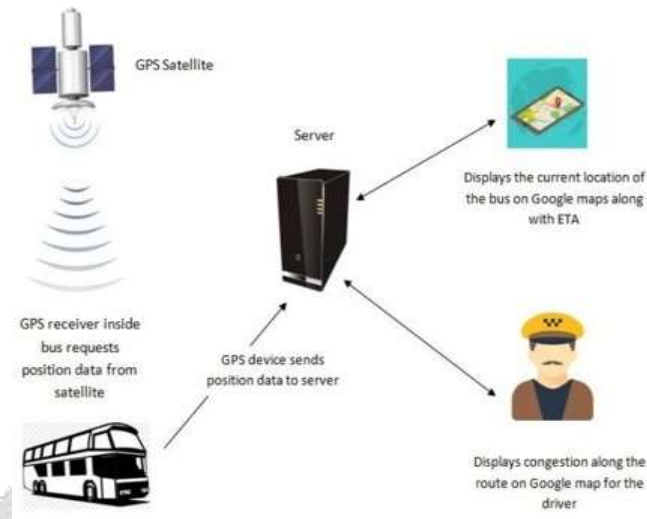 GPS Satellite
Server
Displays the current location of
the bus on Google maps along
with ETA
GPS receiver inside
bus requests
position data from
satellite
GPS device sends
position data to server
Displays congestion along the
route on Google map for the
driver